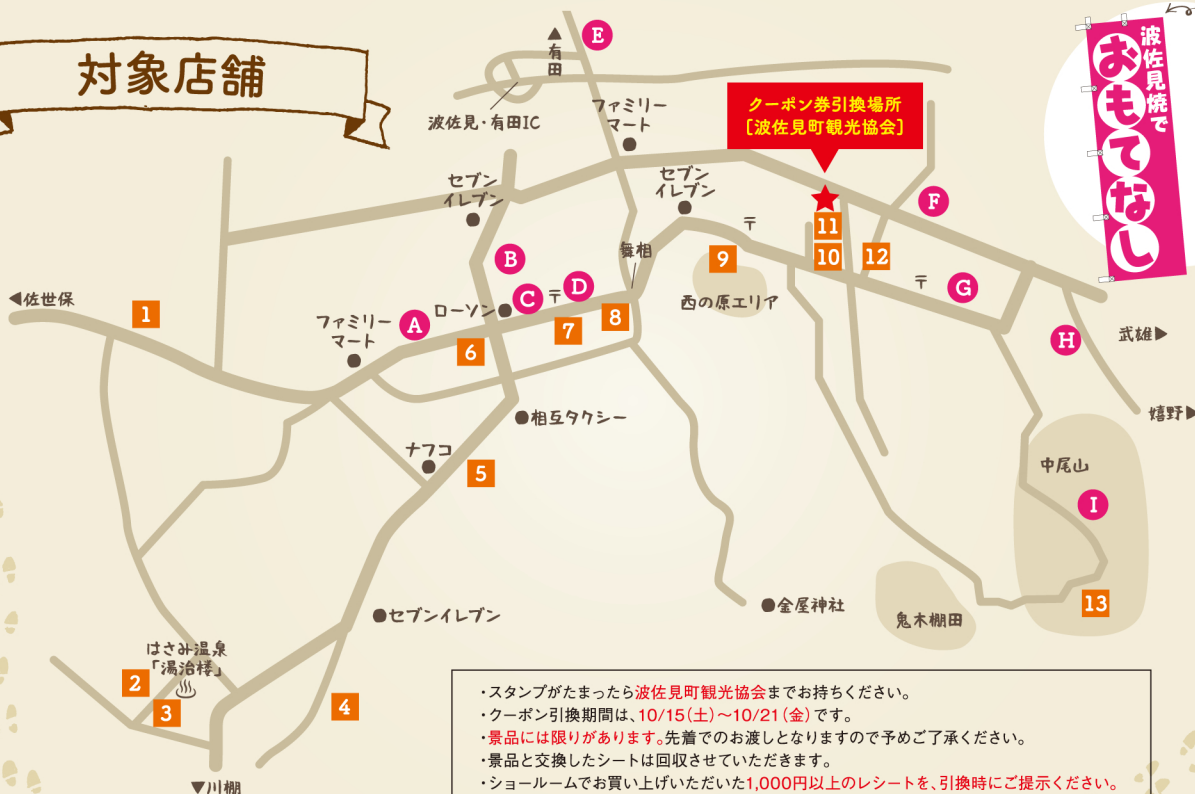 対象店舗
▲有田
E
波佐見・有田IC
ファミリー
マート
クーポン券引換場所
[波佐見町観光協会]
波佐見焼で
おもてなし
セブン
イレブン
セブン
イレブン
〒
11
10
12
F
舞相
9
西の原エリア
〒
G
B
C
〒
D
ローソン
◀佐世保
1
ファミリー
マート
A
6
7
8
H
武雄▶
嬉野▶
相互タクシー
ナフコ
5
中尾山
I
13
金屋神社
鬼木棚田
セブンイレブン
はさみ温泉
「湯治楼」
2
3
4
▼川棚
・スタンプがたまったら波佐見町観光協会までお持ちください。
・クーポン引換期間は、10/15(土)〜10/21(金)です。
・景品には限りがあります。先着でのお渡しとなりますので予めご了承ください。
・景品と交換したシートは回収させていただきます。
・ショールームでお買い上げいただいた1,000円以上のレシートを、引換時にご提示ください。